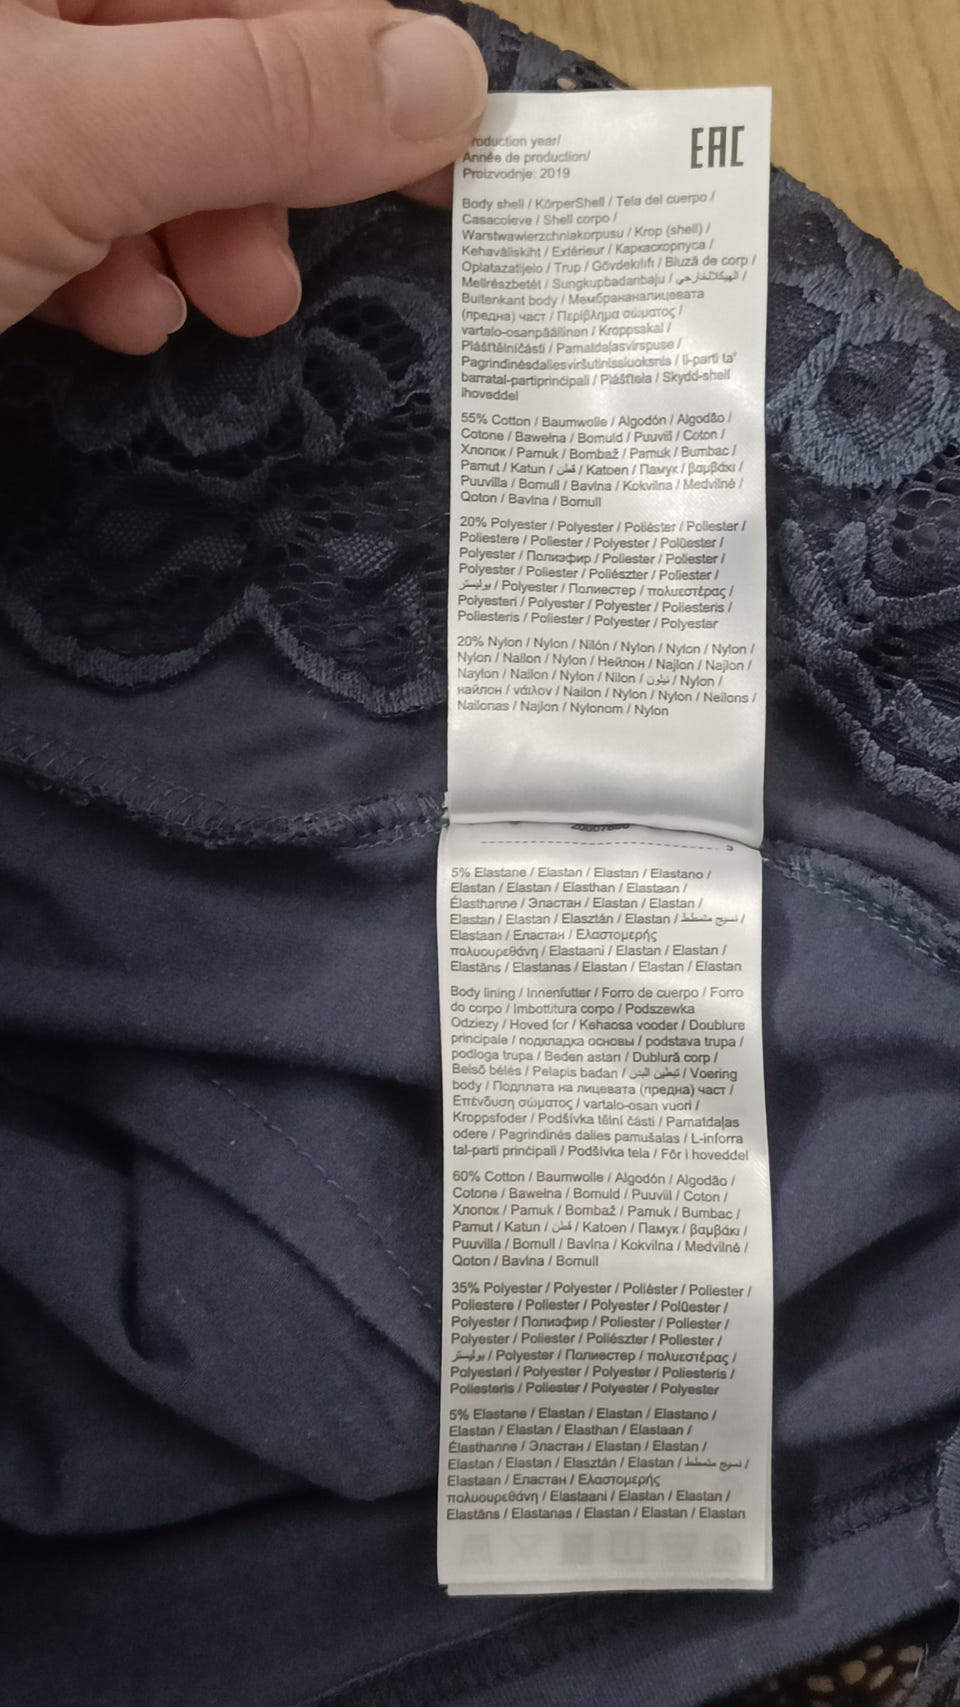 roduction year/
EAC
Année de production/
Proizvodnje: 2019
Body shell / KörperShell / Tela del cuerpo /
Casacoleve / Shell corpo /
Warstwawierzchniakorpusu / Krop (shell) /
Kehaväliskiht / Extérieur / Каркаскорпуса /
Oplatazatijelo / Trup / Gövdekılıfı / Bluză de corp /
Mellrészbetét / Sungkupbadanbaju / الهيكلالخارجي /
Buitenkant body / Мембрананалицевата
(предна) част / Περίβλημα σώματος /
vartalo-osanpäällinen / Kroppsskal /
Plášťtělníčásti / Pamatdaļasvirspuse /
Pagrindinėsdaliesviršutinissluoksnis / Il-parti ta'
barratal-partiprinċipali / Plášťtela / Skydd-shell
ihoveddel
55% Cotton / Baumwolle / Algodón / Algodão /
Cotone / Bawełna / Bomuld / Puuvill / Coton /
Хлопок / Pamuk / Bombaž / Pamuk / Bumbac /
Pamut / Katun / قطن / Katoen / Памук / βαμβάκι /
Puuvilla / Bomull / Bavlna / Kokvilna / Medvilnė /
Qoton / Bavlna / Bomull
20% Polyester / Polyester / Poliéster / Poliester /
Poliestere / Poliester / Polyester / Polüester /
Polyester / Полиэфир / Poliester / Poliester /
Polyester / Poliester / Poliészter / Poliester /
بوليستر / Polyester / Полиестер / πολυεστέρας /
Polyesteri / Polyester / Polyester / Poliesteris /
Poliesteris / Poliester / Polyester / Polyester
20% Nylon / Nylon / Nilón / Nylon / Nylon / Nylon /
Nylon / Nailon / Nylon / Нейлон / Najlon / Najlon /
Naylon / Nailon / Nylon / Nilon / نيلون / Nylon /
найлон / νάιλον / Nailon / Nylon / Nylon / Neilons /
Nailonas / Najlon / Nylonom / Nylon
3
5% Elastane / Elastan / Elastan / Elastano /
Elastan / Elastan / Elasthan / Elastaan /
Élasthanne / Эластан / Elastan / Elastan /
Elastan / Elastan / Elasztán / Elastan / نسيج متمطط /
Elastaan / Еластан / Ελαστομερής
πολυουρεθάνη / Elastaani / Elastan / Elastan /
Elastāns / Elastanas / Elastan / Elastan / Elastan
Body lining / Innenfutter / Forro de cuerpo / Forro
do corpo / Imbottitura corpo / Podszewka
Odziezy / Hoved for / Kehaosa vooder / Doublure
principale / подкладка основы / podstava trupa /
podloga trupa / Beden astarı / Dublură corp /
Belső bélés / Pelapis badan / تبطين البدن / Voering
body / Подплата на лицевата (предна) част /
Επένδυση σώματος / vartalo-osan vuori /
Kroppsfoder / Podšívka tělní části / Pamatdaļas
odere / Pagrindinės dalies pamušalas / L-inforra
tal-parti prinċipali / Podšívka tela / Fôr i hoveddel
60% Cotton / Baumwolle / Algodón / Algodão /
Cotone / Bawełna / Bomuld / Puuvill / Coton /
Хлопок / Pamuk / Bombaž / Pamuk / Bumbac /
Pamut / Katun / قطن / Katoen / Памук / βαμβάκι /
Puuvilla / Bomull / Bavlna / Kokvilna / Medvilnė /
Qoton / Bavlna / Bomull
35% Polyester / Polyester / Poliéster / Poliester /
Poliestere / Poliester / Polyester / Polüester /
Polyester / Полиэфир / Poliester / Poliester /
Polyester / Poliester / Poliészter / Poliester /
بوليستر / Polyester / Полиестер / πολυεστέρας /
Polyesteri / Polyester / Polyester / Poliesteris /
Poliesteris / Poliester / Polyester / Polyester
5% Elastane / Elastan / Elastan / Elastano /
Elastan / Elastan / Elasthan / Elastaan /
Élasthanne / Эластан / Elastan / Elastan /
Elastan / Elastan / Elasztán / Elastan / نسيج متمطط /
Elastaan / Еластан / Ελαστομερής
πολυουρεθάνη / Elastaani / Elastan / Elastan /
Elastāns / Elastanas / Elastan / Elastan / Elastan